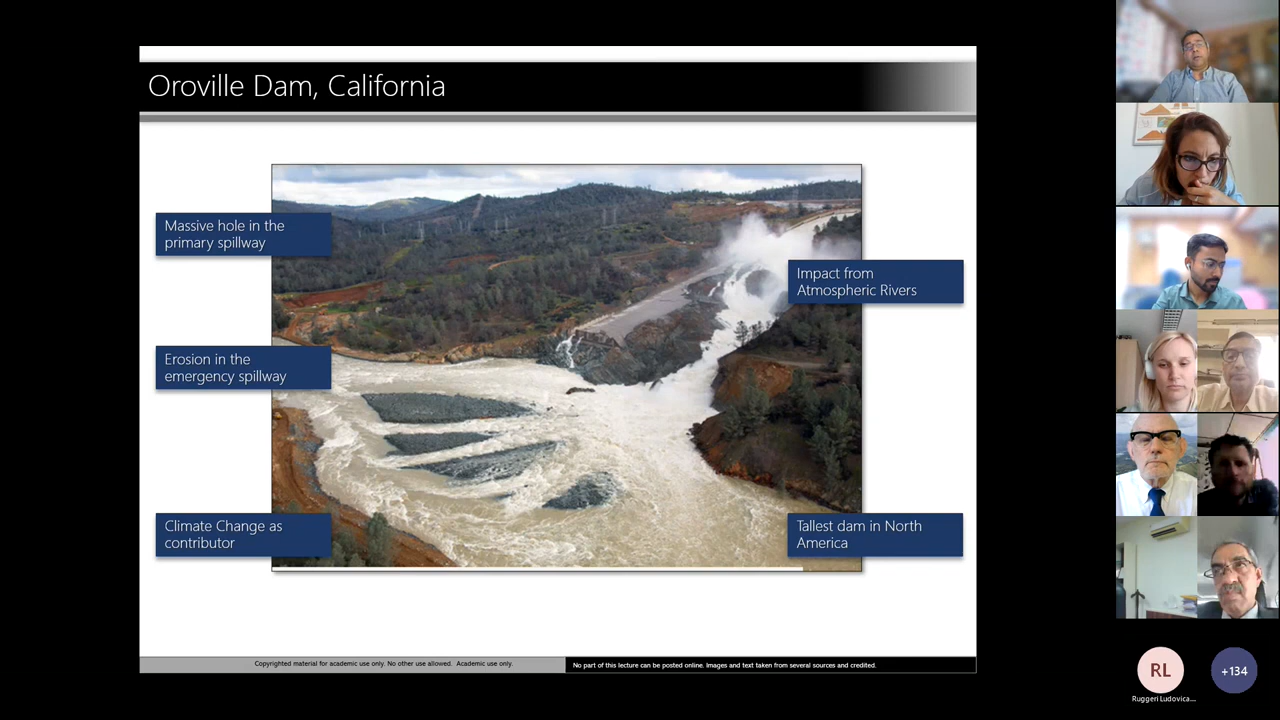 Oroville Dam, California
Massive hole in the
primary spillway
Impact from
Atmospheric Rivers
Erosion in the
emergency spillway
Climate Change as
contributor
Tallest dam in North
America
Copyrighted material for academic use only. No other use allowed.  Academic use only.
No part of this lecture can be posted online. Images and text taken from several sources and credited.
RL
+134
Ruggeri Ludovica...